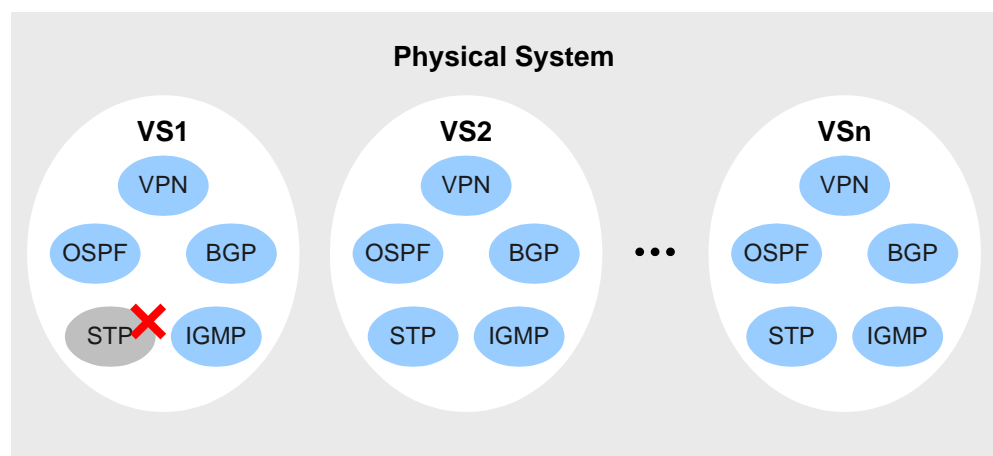 Physical System
VS1
VPN
OSPF
BGP
STP
IGMP
VS2
VPN
OSPF
BGP
STP
IGMP
•••
VSn
VPN
OSPF
BGP
STP
IGMP